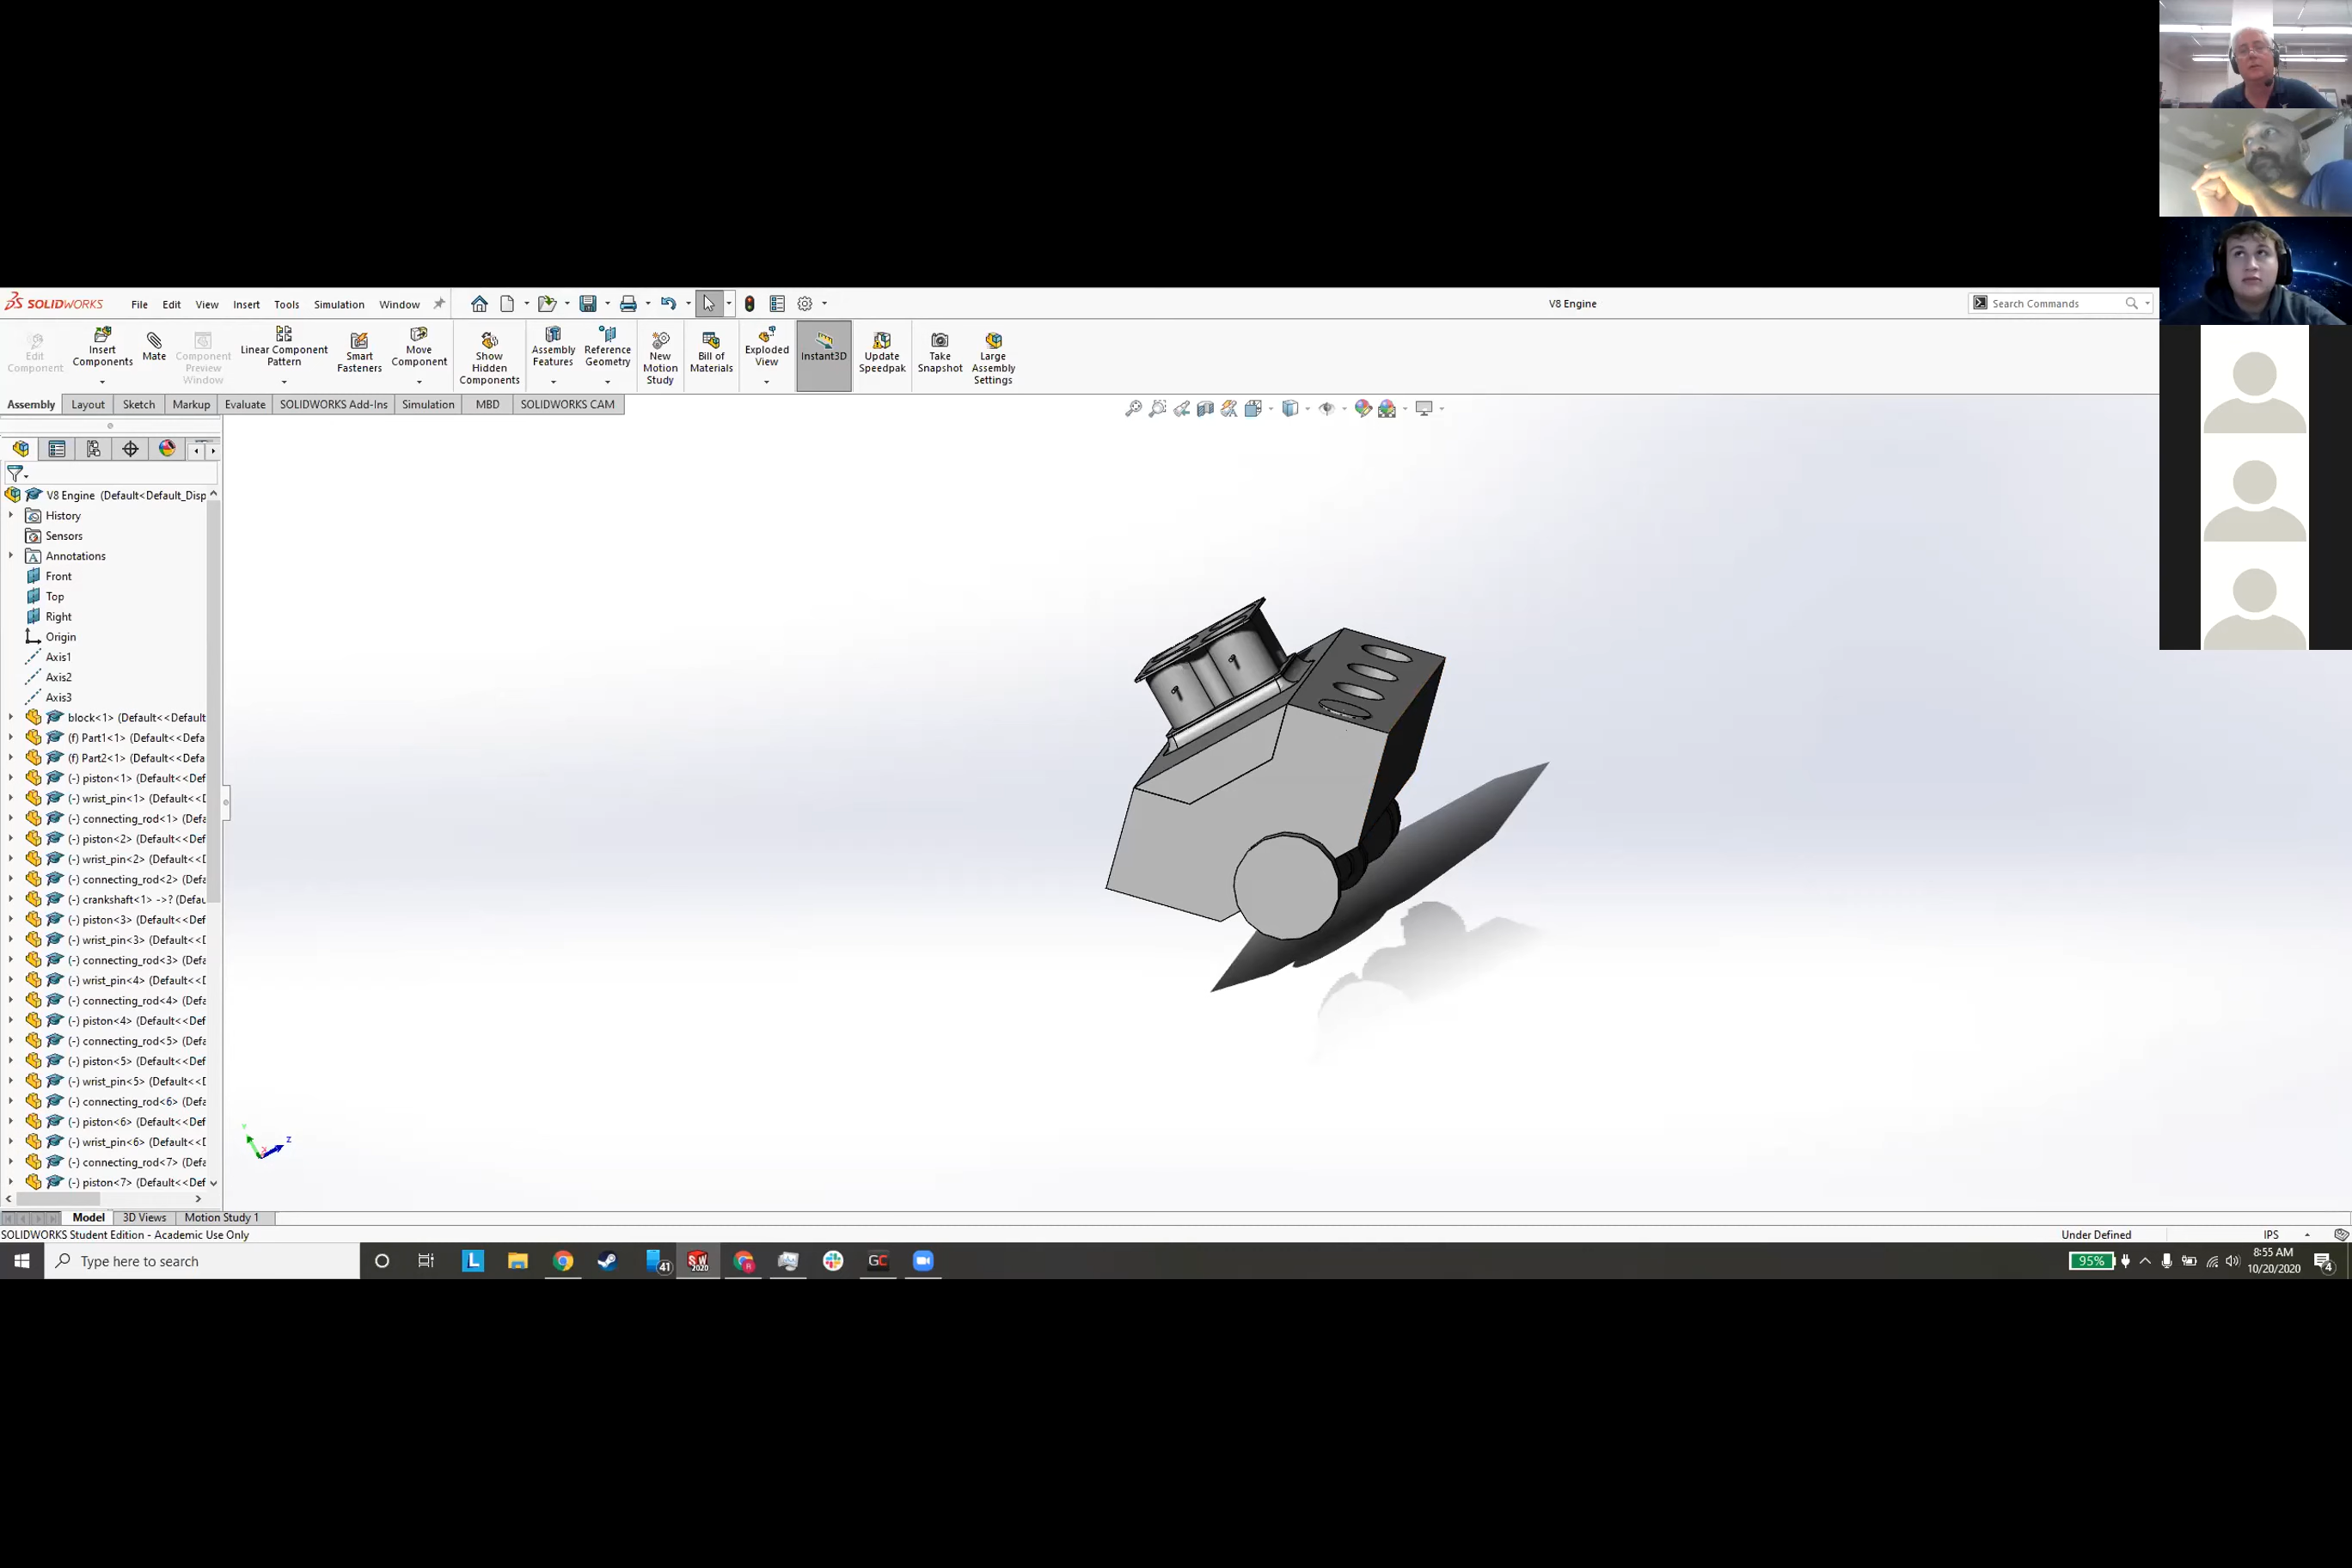 SOLIDWORKS File Edit View Insert Tools Simulation Window V8 Engine Search Commands
Edit Component
Insert Components
Mate
Component Preview Window
Linear Component Pattern
Smart Fasteners
Move Component
Show Hidden Components
Assembly Features
Reference Geometry
New Motion Study
Bill of Materials
Exploded View
Instant3D
Update Speedpak
Take Snapshot
Large Assembly Settings
Assembly Layout Sketch Markup Evaluate SOLIDWORKS Add-Ins Simulation MBD SOLIDWORKS CAM
V8 Engine (Default<Default_Disp
History
Sensors
Annotations
Front
Top
Right
Origin
Axis1
Axis2
Axis3
block<1> (Default<<Default
(f) Part1<1> (Default<<Defa
(f) Part2<1> (Default<<Defa
(-) piston<1> (Default<<Def
(-) wrist_pin<1> (Default<<D
(-) connecting_rod<1> (Defa
(-) piston<2> (Default<<Def
(-) wrist_pin<2> (Default<<D
(-) connecting_rod<2> (Defa
(-) crankshaft<1> ->? (Defau
(-) piston<3> (Default<<Def
(-) wrist_pin<3> (Default<<D
(-) connecting_rod<3> (Defa
(-) wrist_pin<4> (Default<<D
(-) connecting_rod<4> (Defa
(-) piston<4> (Default<<Def
(-) connecting_rod<5> (Defa
(-) piston<5> (Default<<Def
(-) wrist_pin<5> (Default<<D
(-) connecting_rod<6> (Defa
(-) piston<6> (Default<<Def
(-) wrist_pin<6> (Default<<D
(-) connecting_rod<7> (Defa
(-) piston<7> (Default<<Def
Y
Z
Model 3D Views Motion Study 1
SOLIDWORKS Student Edition - Academic Use Only Under Defined IPS
Type here to search L 41 SW 2020 R GC 95% 8:55 AM
10/20/2020 4